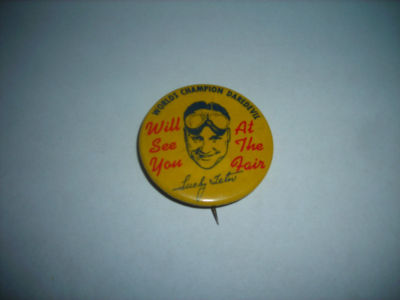 WORLDS CHAMPION DAREDEVIL
Will At
See The
You Fair
Lucky Teter